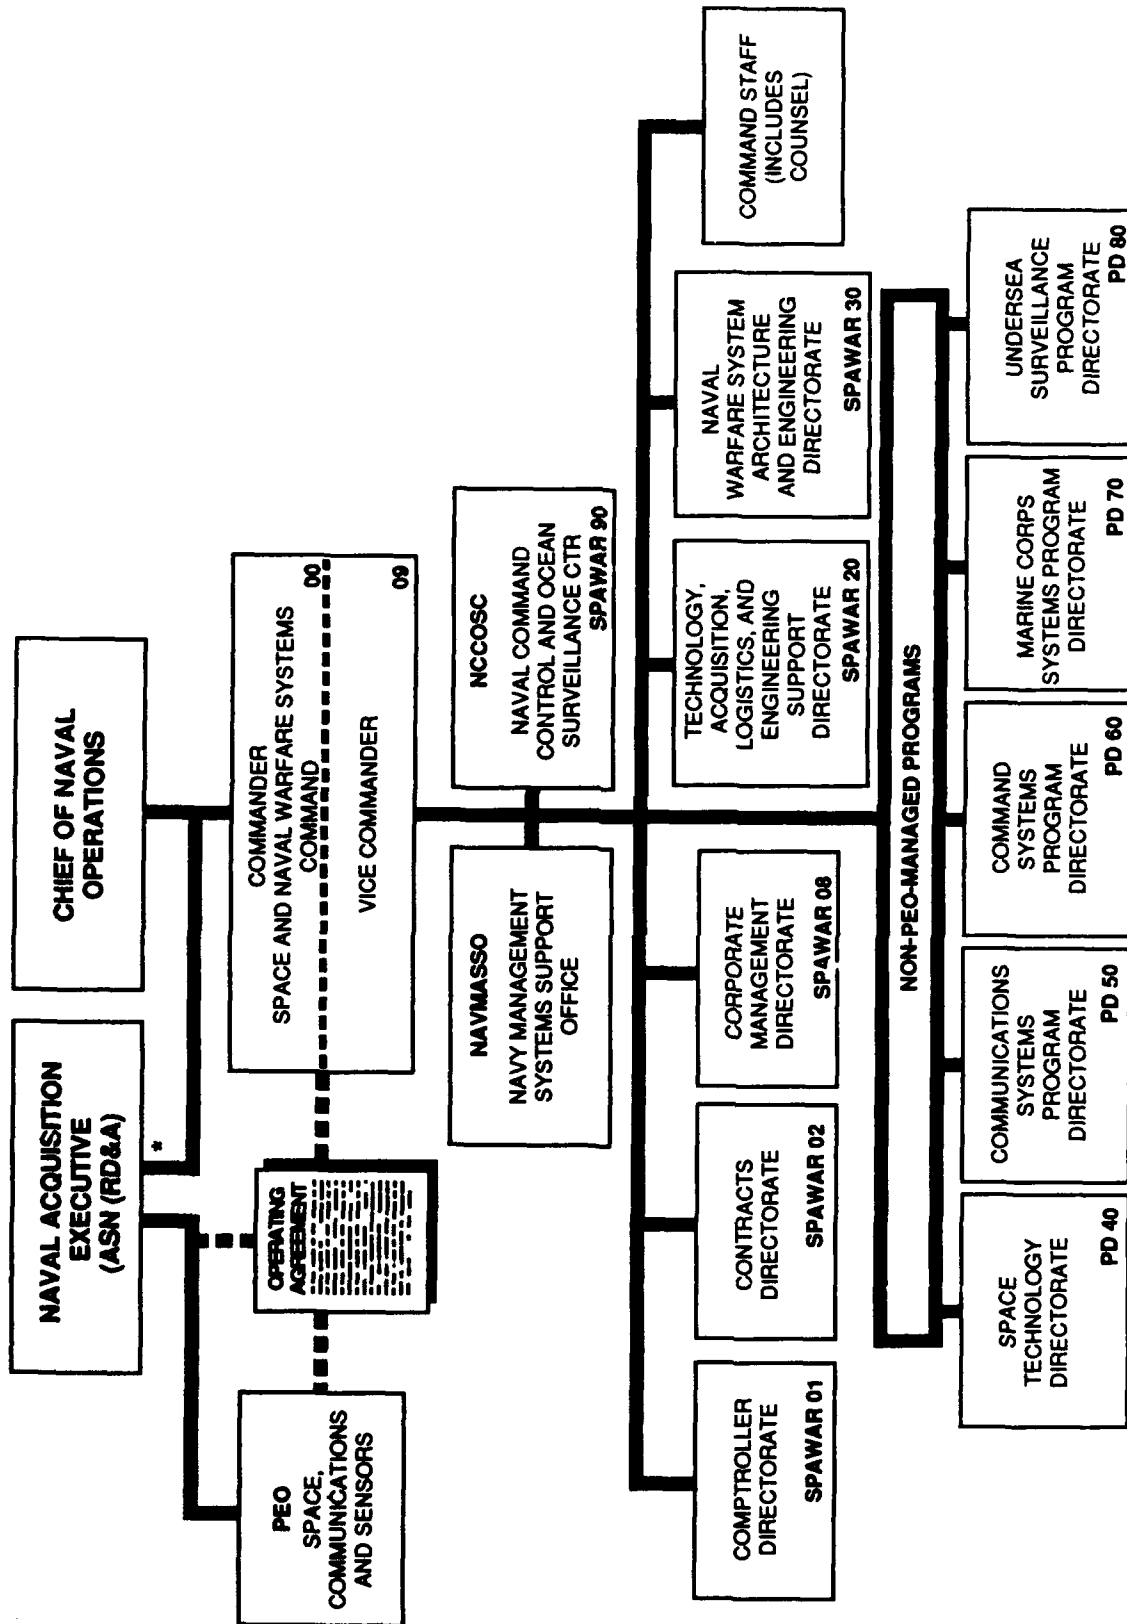 NAVAL ACQUISITION
EXECUTIVE
(ASN (RD&A)
*
CHIEF OF NAVAL
OPERATIONS
PEO
SPACE,
COMMUNICATIONS
AND SENSORS
OPERATING
AGREEMENT
COMMANDER
SPACE AND NAVAL WARFARE SYSTEMS
COMMAND
00
VICE COMMANDER
09
NAVMASSO
NAVY MANAGEMENT
SYSTEMS SUPPORT
OFFICE
NCCOSC
NAVAL COMMAND
CONTROL AND OCEAN
SURVEILLANCE CTR
SPAWAR 90
COMPTROLLER
DIRECTORATE
SPAWAR 01
CONTRACTS
DIRECTORATE
SPAWAR 02
CORPORATE
MANAGEMENT
DIRECTORATE
SPAWAR 08
TECHNOLOGY,
ACQUISITION,
LOGISTICS, AND
ENGINEERING
SUPPORT
DIRECTORATE
SPAWAR 20
NAVAL
WARFARE SYSTEM
ARCHITECTURE
AND ENGINEERING
DIRECTORATE
SPAWAR 30
COMMAND STAFF
(INCLUDES
COUNSEL)
NON-PEO-MANAGED PROGRAMS
SPACE
TECHNOLOGY
DIRECTORATE
PD 40
COMMUNICATIONS
SYSTEMS
PROGRAM
DIRECTORATE
PD 50
COMMAND
SYSTEMS
PROGRAM
DIRECTORATE
PD 60
MARINE CORPS
SYSTEMS PROGRAM
DIRECTORATE
PD 70
UNDERSEA
SURVEILLANCE
PROGRAM
DIRECTORATE
PD 80